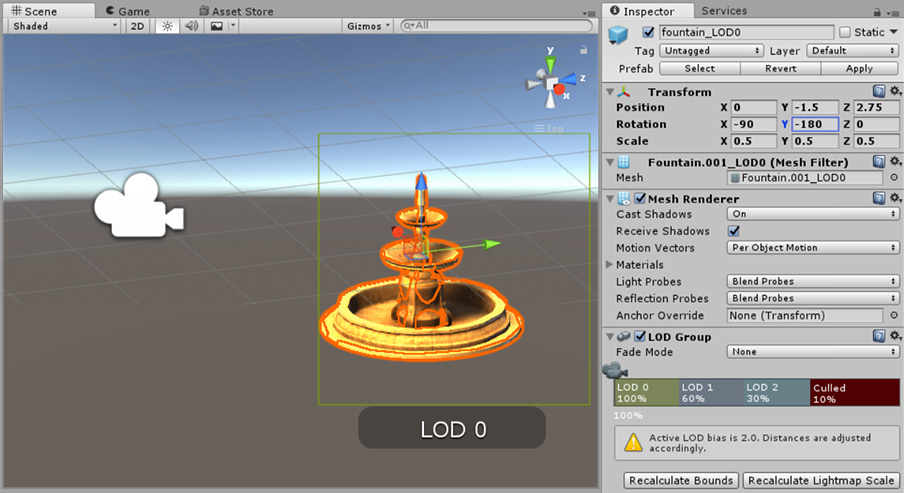 Scene Game Asset Store
Shaded 2D Gizmos All
y
z
x
Iso
LOD 0
Inspector Services
fountain_LOD0 Static
Tag Untagged Layer Default
Prefab Select Revert Apply
Transform
Position X 0 Y -1.5 Z 2.75
Rotation X -90 Y -180 Z 0
Scale X 0.5 Y 0.5 Z 0.5
Fountain.001_LOD0 (Mesh Filter)
Mesh Fountain.001_LOD0
Mesh Renderer
Cast Shadows On
Receive Shadows
Motion Vectors Per Object Motion
Materials
Light Probes Blend Probes
Reflection Probes Blend Probes
Anchor Override None (Transform)
LOD Group
Fade Mode None
LOD 0 LOD 1 LOD 2 Culled
100% 60% 30% 10%
100%
Active LOD bias is 2.0. Distances are adjusted
accordingly.
Recalculate Bounds Recalculate Lightmap Scale